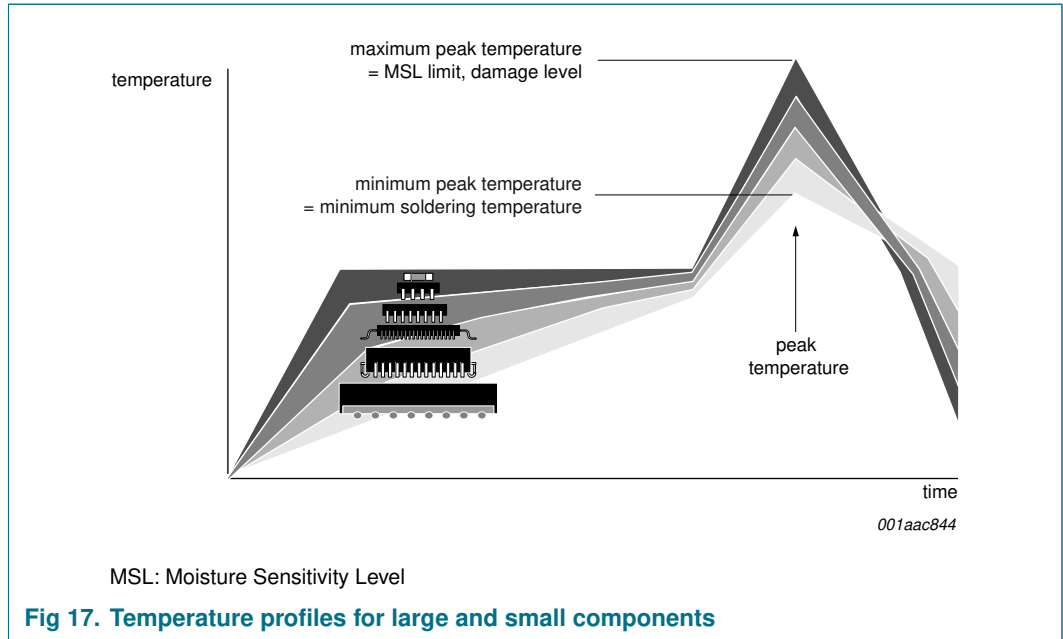 maximum peak temperature
= MSL limit, damage level
temperature
minimum peak temperature
= minimum soldering temperature
peak
temperature
time
001aac844
MSL: Moisture Sensitivity Level
Fig 17. Temperature profiles for large and small components